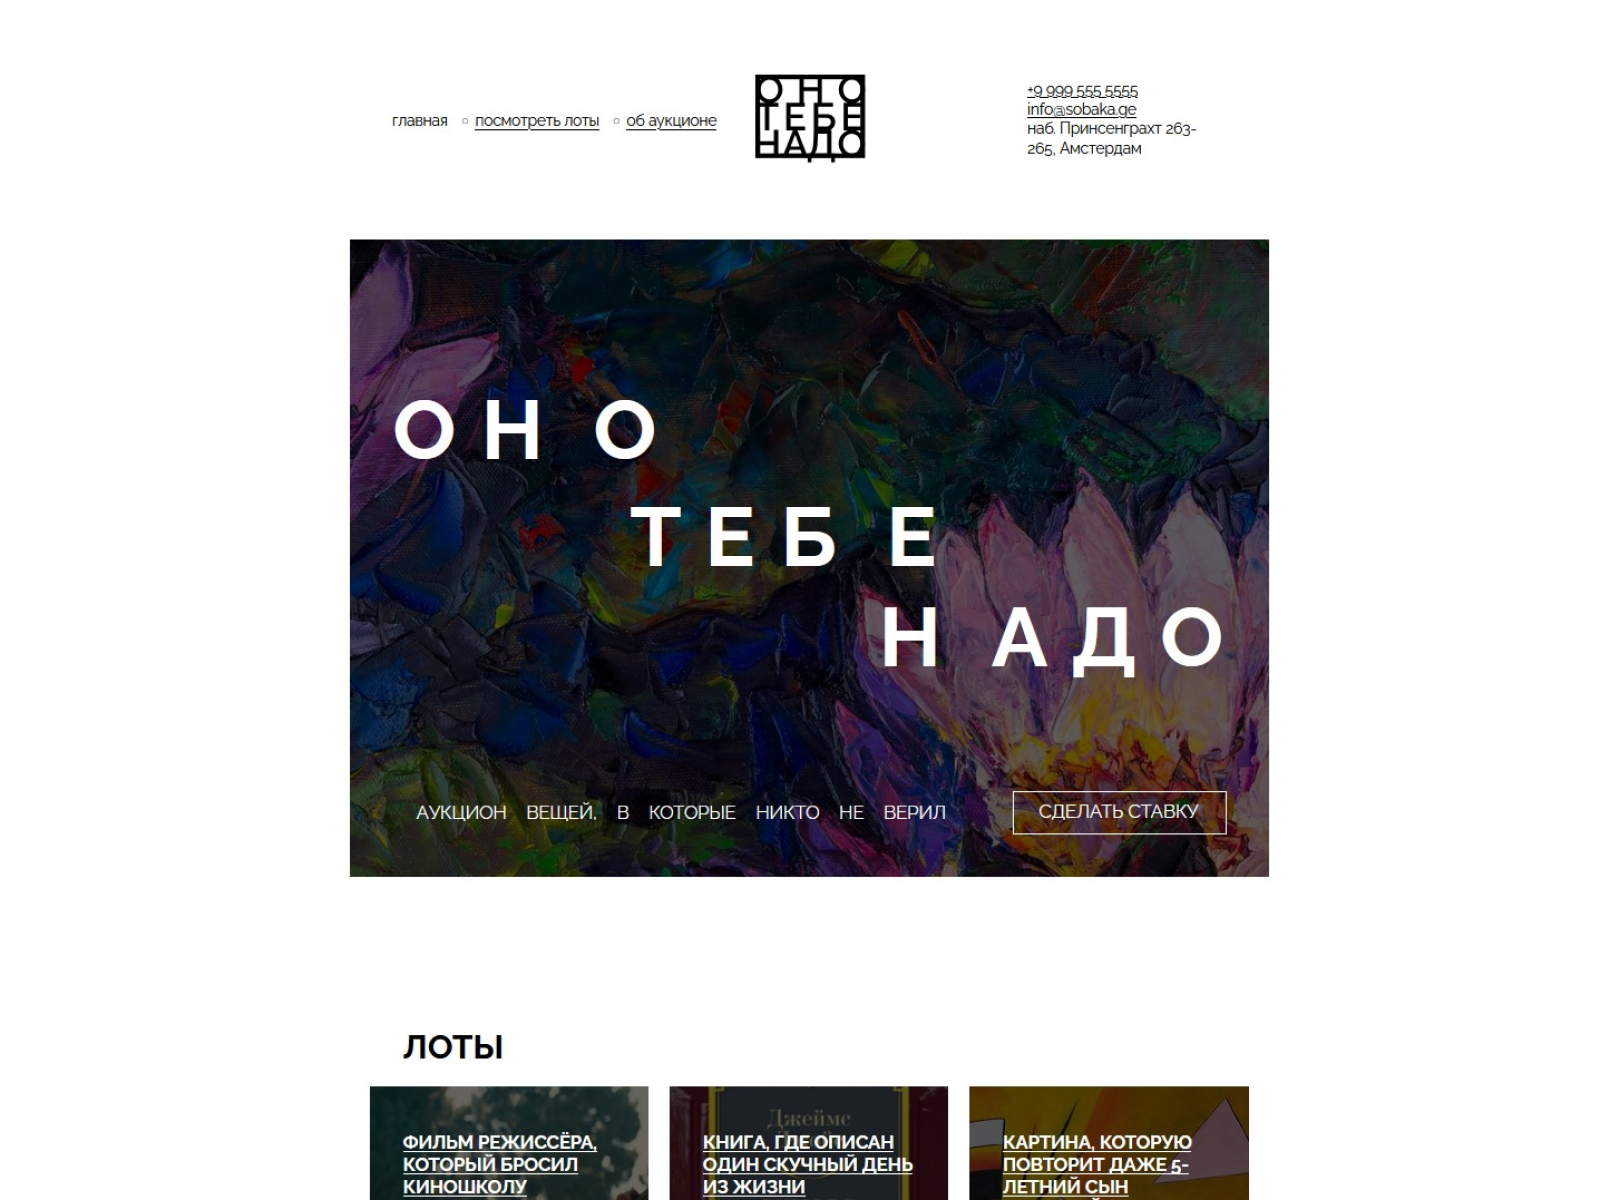 главная
посмотреть лоты
об аукционе
ОНО
ТЕБЕ
НАДО
+9 999 555 5555
info@sobaka.ge
наб. Принсенграхт 263-
265, Амстердам
ОНО
ТЕБЕ
НАДО
АУКЦИОН ВЕЩЕЙ, В КОТОРЫЕ НИКТО НЕ ВЕРИЛ
СДЕЛАТЬ СТАВКУ
ЛОТЫ
ФИЛЬМ РЕЖИССЁРА,
КОТОРЫЙ БРОСИЛ
КИНОШКОЛУ
Джеймс
КНИГА, ГДЕ ОПИСАН
ОДИН СКУЧНЫЙ ДЕНЬ
ИЗ ЖИЗНИ
КАРТИНА, КОТОРУЮ
ПОВТОРИТ ДАЖЕ 5-
ЛЕТНИЙ СЫН